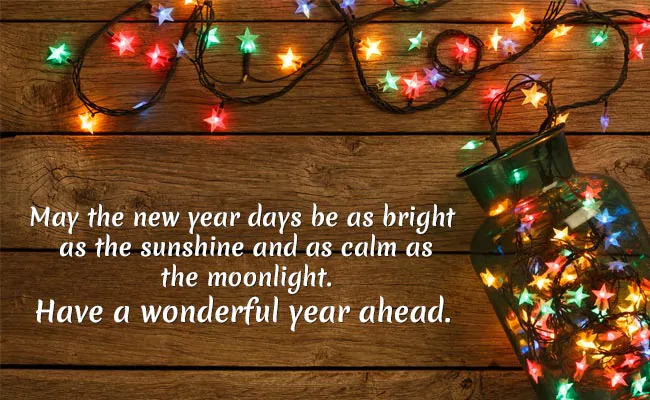 May the new year days be as bright
as the sunshine and as calm as
the moonlight.
Have a wonderful year ahead.